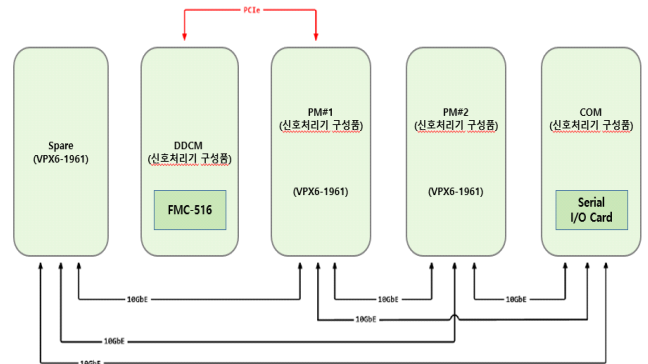 PCIe
Spare
(VPX6-1961)
DDCM
(신호처리기 구성품)
FMC-516
PM#1
(신호처리기 구성품)
(VPX6-1961)
PM#2
(신호처리기 구성품)
(VPX6-1961)
COM
(신호처리기 구성품)
Serial
I/O Card
10GbE
10GbE
10GbE
10GbE
10GbE
10GbE